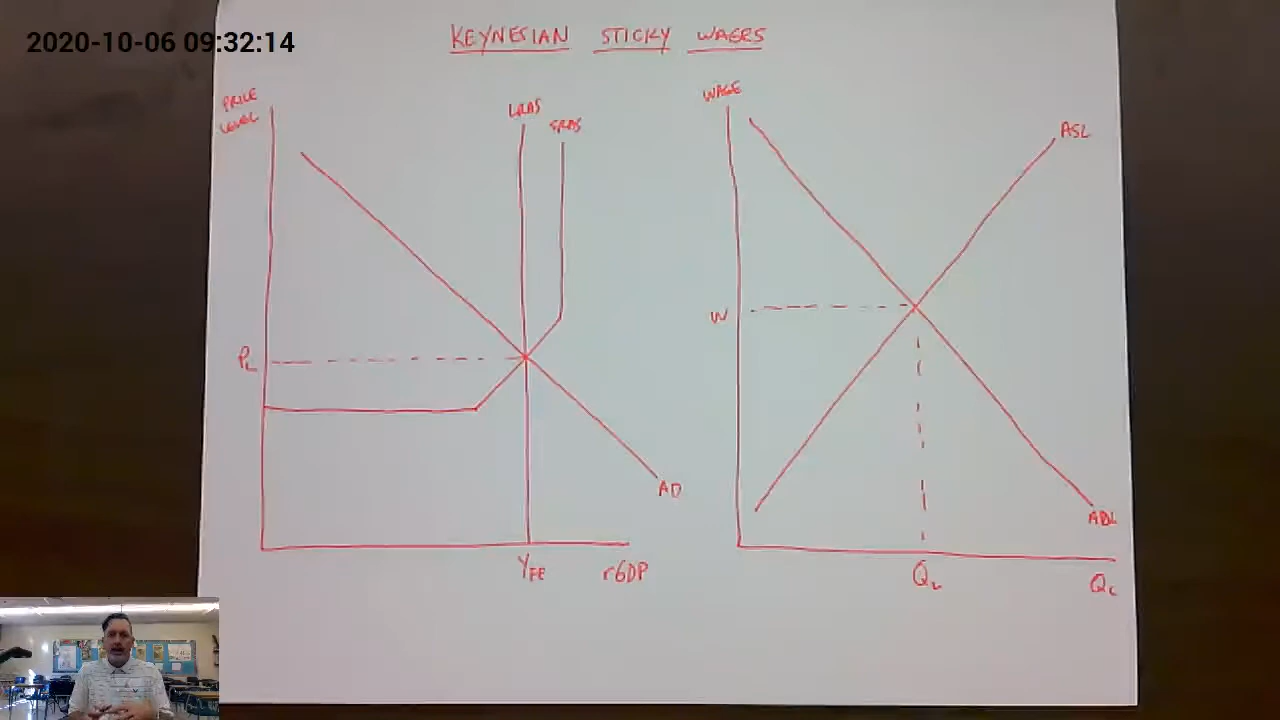 2020-10-06 09:32:14
KEYNESIAN STICKY WAGES
PRICE
LEVEL
LRAS
SRAS
PL
AD
YFE
rGDP
WAGE
ASL
W
ADL
QL
QL